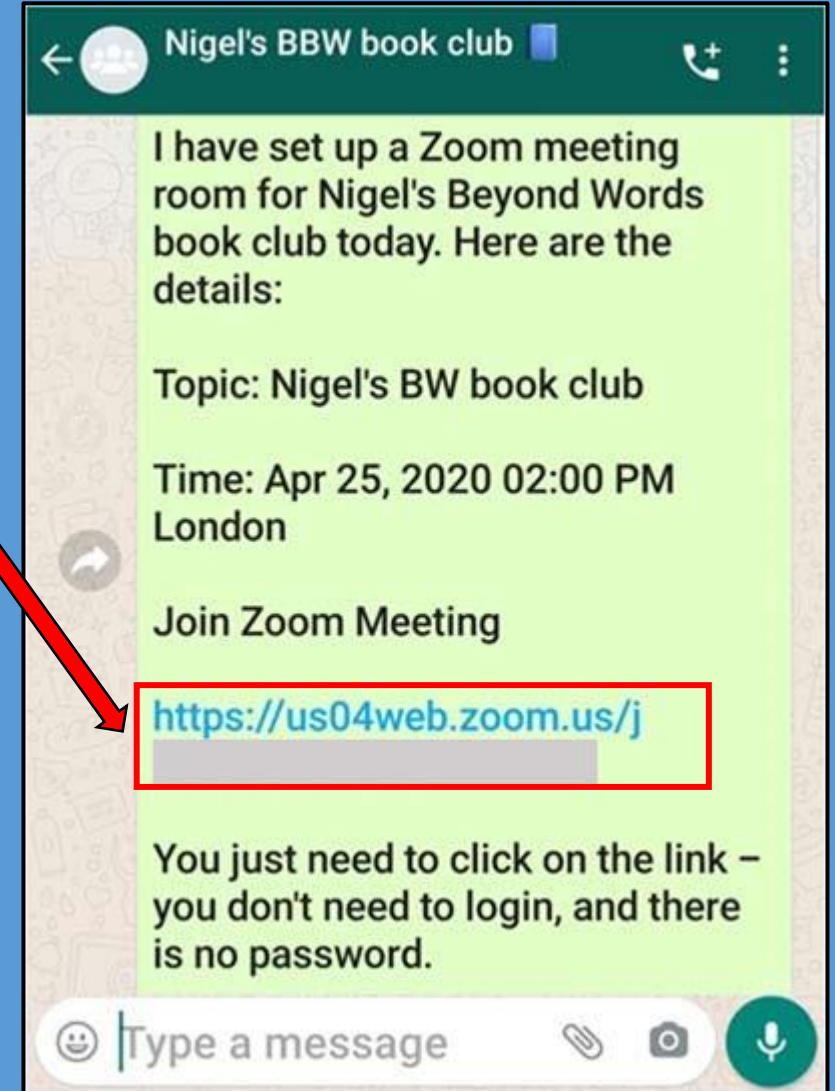 Nigel's BBW book club
I have set up a Zoom meeting
room for Nigel's Beyond Words
book club today. Here are the
details:
Topic: Nigel's BW book club
Time: Apr 25, 2020 02:00 PM
London
Join Zoom Meeting
https://us04web.zoom.us/j
You just need to click on the link –
you don't need to login, and there
is no password.
Type a message